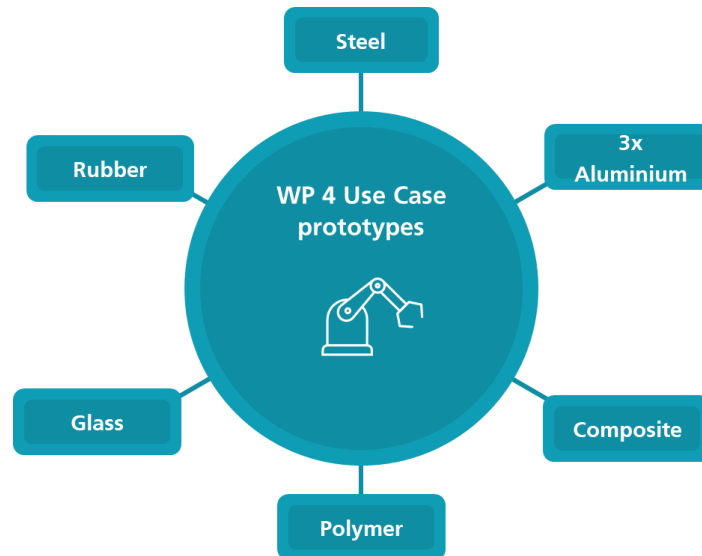 Steel
3x
Aluminium
Rubber
WP 4 Use Case
prototypes
Glass
Composite
Polymer